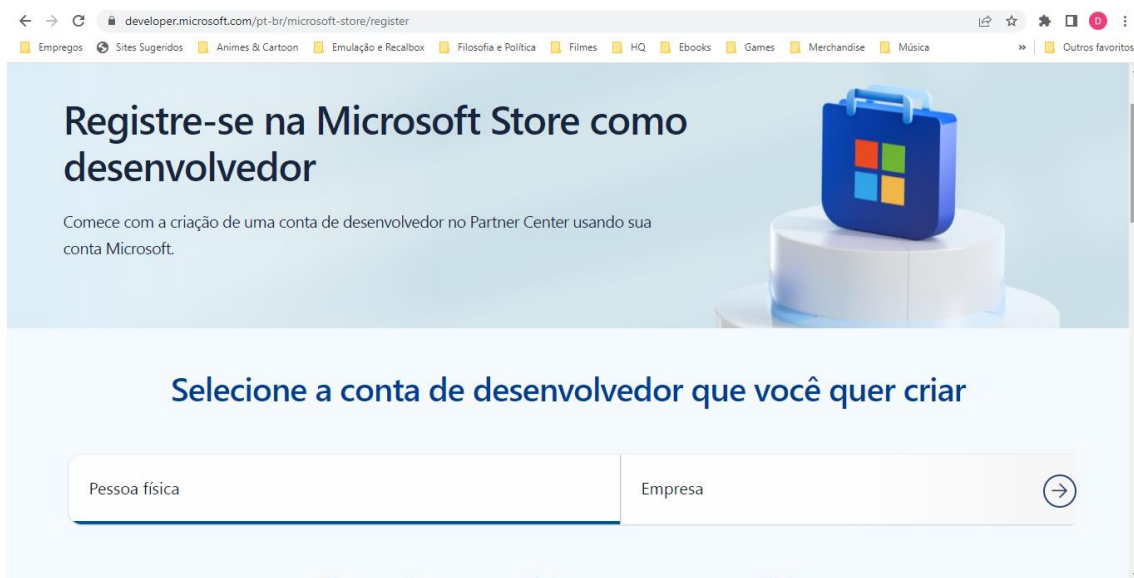 developer.microsoft.com/pt-br/microsoft-store/register
D
Empregos Sites Sugeridos Animes & Cartoon Emulação e Recalbox Filosofia e Política Filmes HQ Ebooks Games Merchandise Música » Outros favoritos
Registre-se na Microsoft Store como
desenvolvedor
Comece com a criação de uma conta de desenvolvedor no Partner Center usando sua
conta Microsoft.
Selecione a conta de desenvolvedor que você quer criar
Pessoa física Empresa